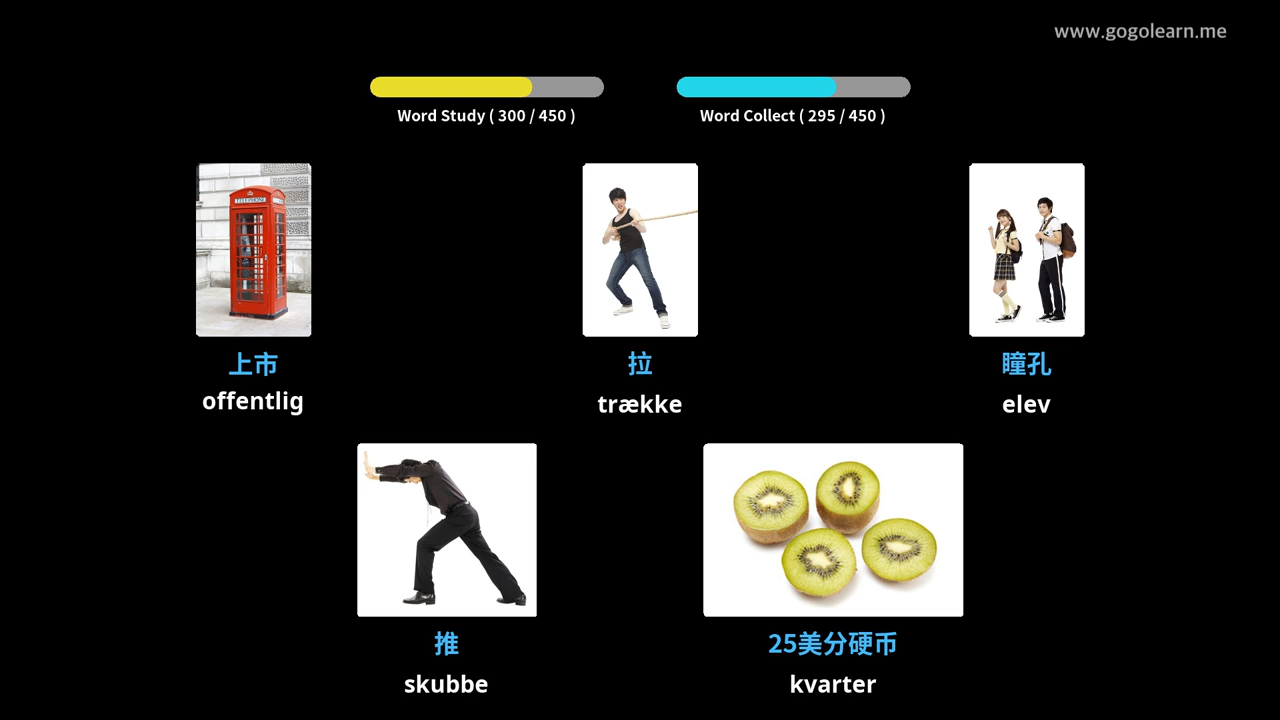 www.gogolearn.me
Word Study ( 300 / 450 )
Word Collect ( 295 / 450 )
TELEPHONE
上市
拉
瞳孔
offentlig
trække
elev
推
25美分硬币
skubbe
kvarter